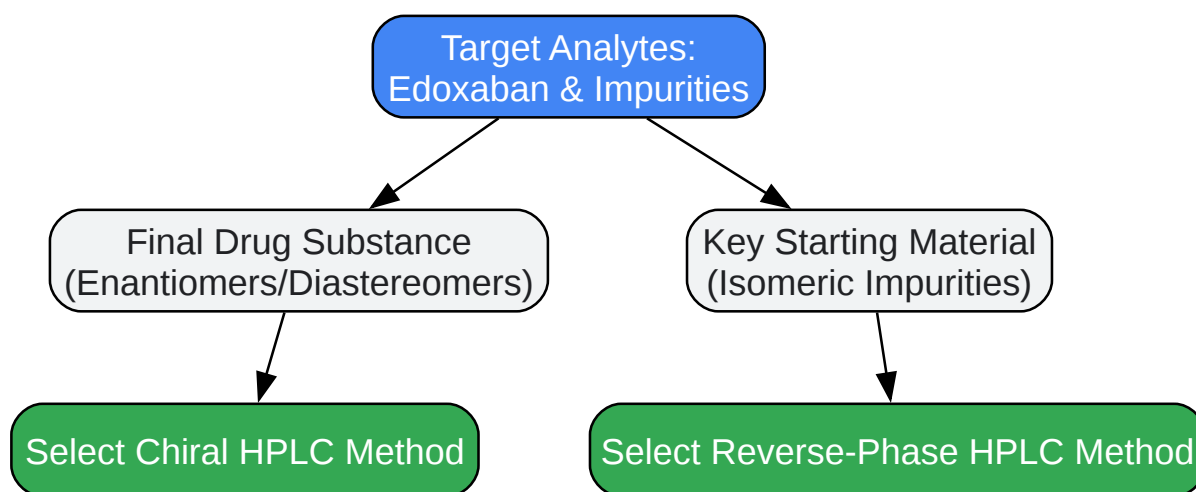 Target Analytes:
Edoxaban & Impurities
Final Drug Substance
(Enantiomers/Diastereomers)
Key Starting Material
(Isomeric Impurities)
Select Chiral HPLC Method
Select Reverse-Phase HPLC Method